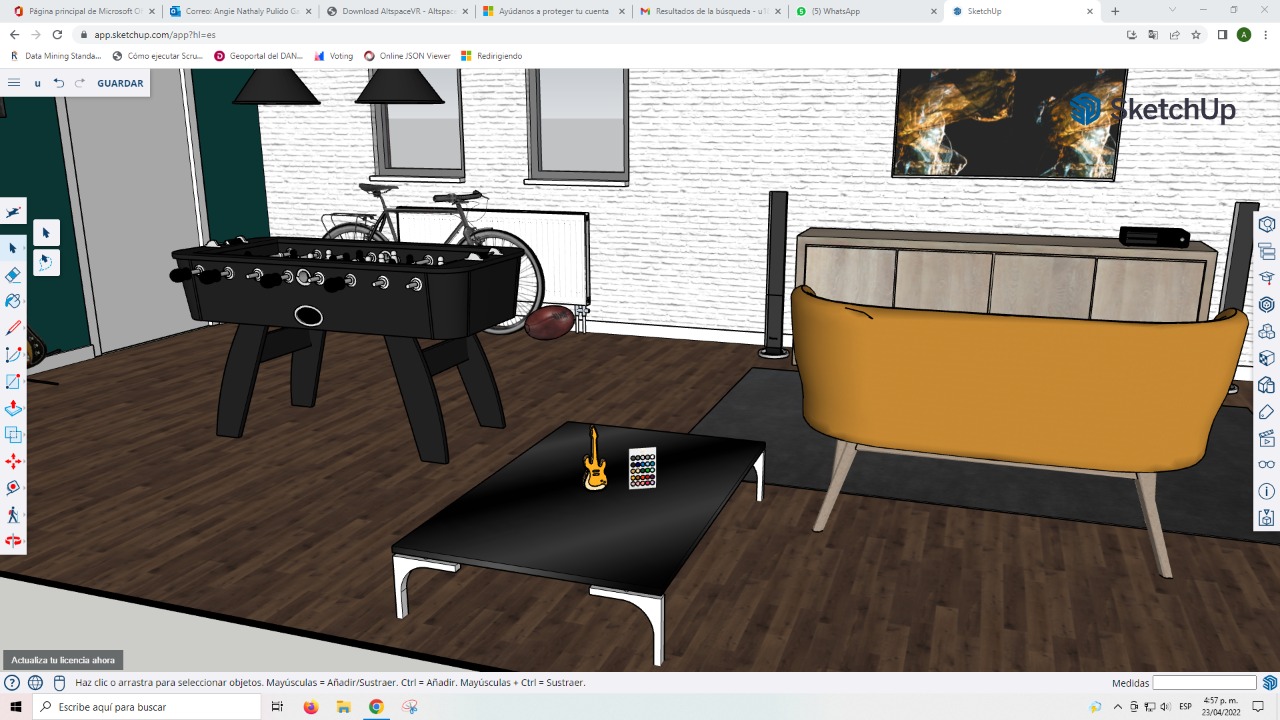 Página principal de Microsoft Of
Correo: Angie Nathaly Pulido Go
Download AltspaceVR - Altspac
Ayúdanos a proteger tu cuenta
Resultados de la búsqueda - u
(5) WhatsApp
SketchUp
app.sketchup.com/app?hl=es
A
Data Mining Standa...
Cómo ejecutar Scru...
Geoportal del DAN...
Voting
Online JSON Viewer
Redirigiendo
SketchUp
Actualiza tu licencia ahora
Haz clic o arrastra para seleccionar objetos. Mayúsculas = Añadir/Sustraer. Ctrl = Añadir. Mayúsculas + Ctrl = Sustraer.
Medidas
Escribe aquí para buscar
ESP
4:57 p. m.
23/04/2022